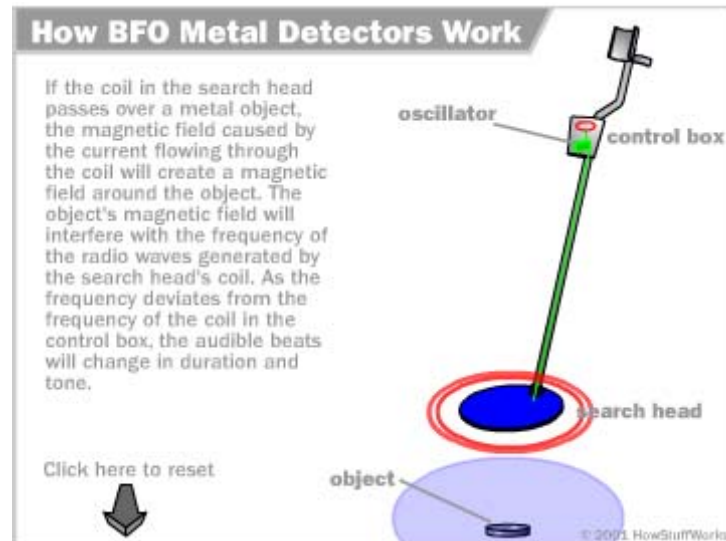 How BFO Metal Detectors Work
If the coil in the search head
passes over a metal object,
the magnetic field caused by
the current flowing through
the coil will create a magnetic
field around the object. The
object's magnetic field will
interfere with the frequency of
the radio waves generated by
the search head's coil. As the
frequency deviates from the
frequency of the coil in the
control box, the audible beats
will change in duration and
tone.
oscillator
control box
search head
Click here to reset
object
© 2001 HowStuffWorks